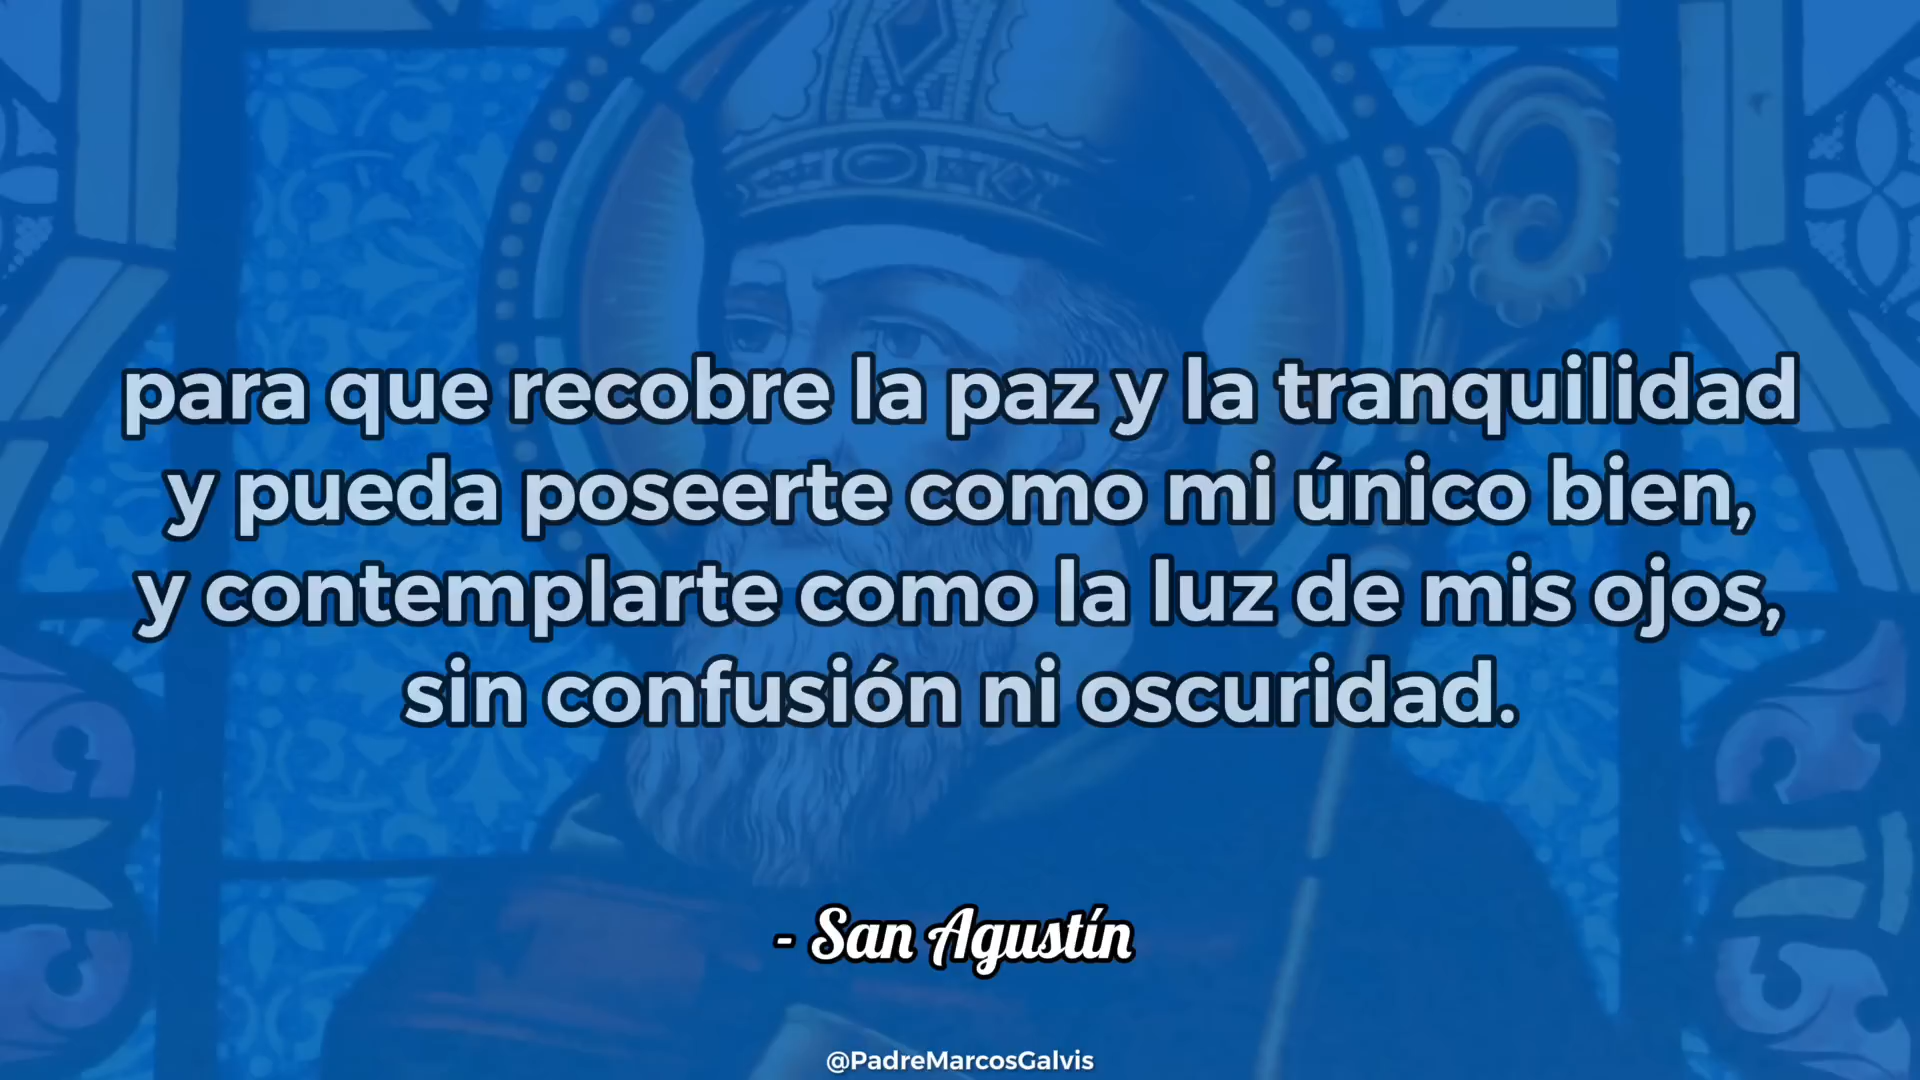 para que recobre la paz y la tranquilidad
y pueda poseerte como mi único bien,
y contemplarte como la luz de mis ojos,
sin confusión ni oscuridad.
- San Agustín
@PadreMarcosGalvis